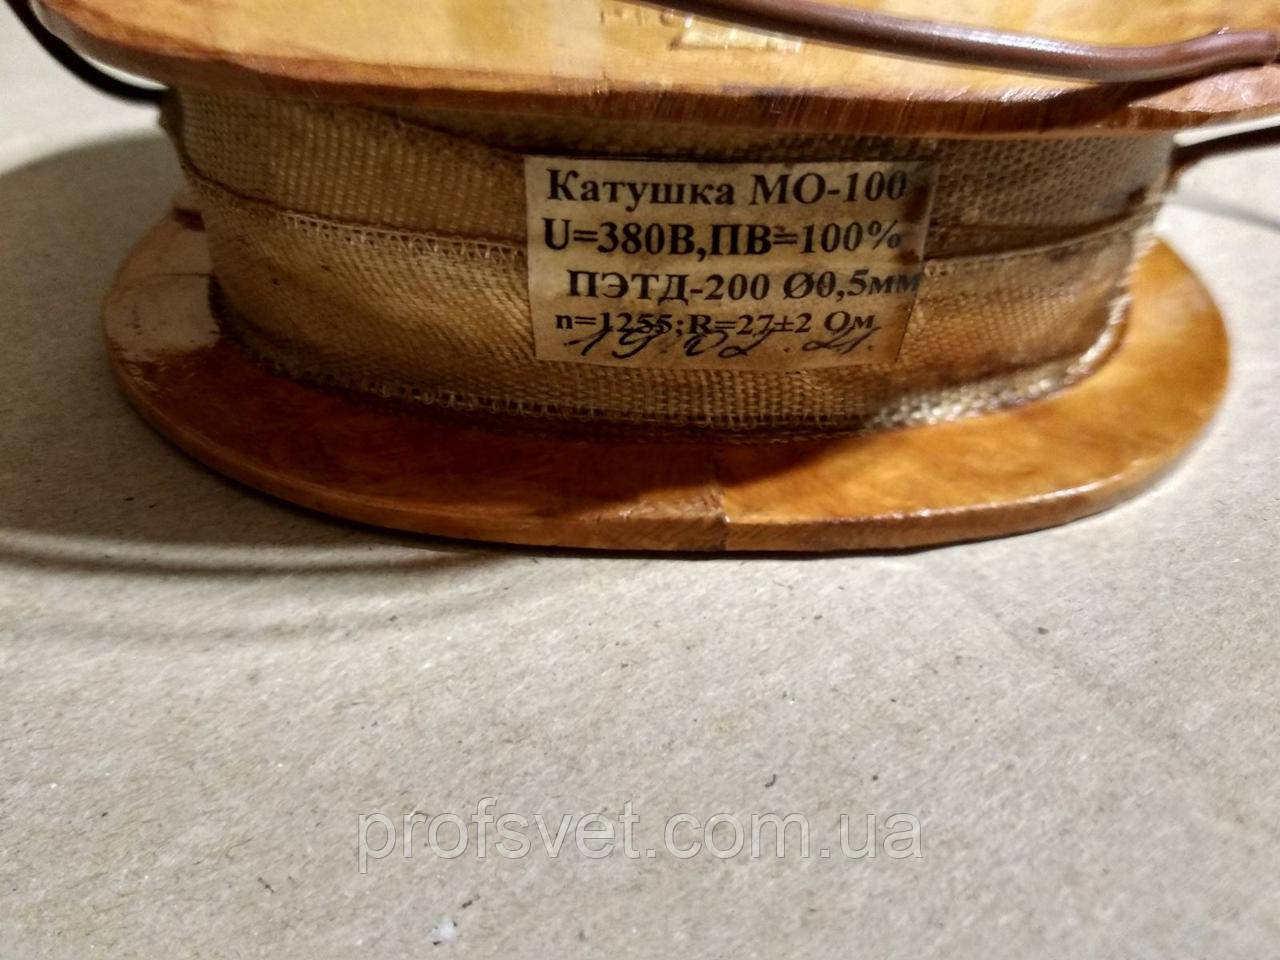 Катушка МО-100
U=380В,ПВ=100%
ПЭТД-200 Ø0,5мм
n=1255;R=27±2 Ом
19.02.21.
profsvet.com.ua